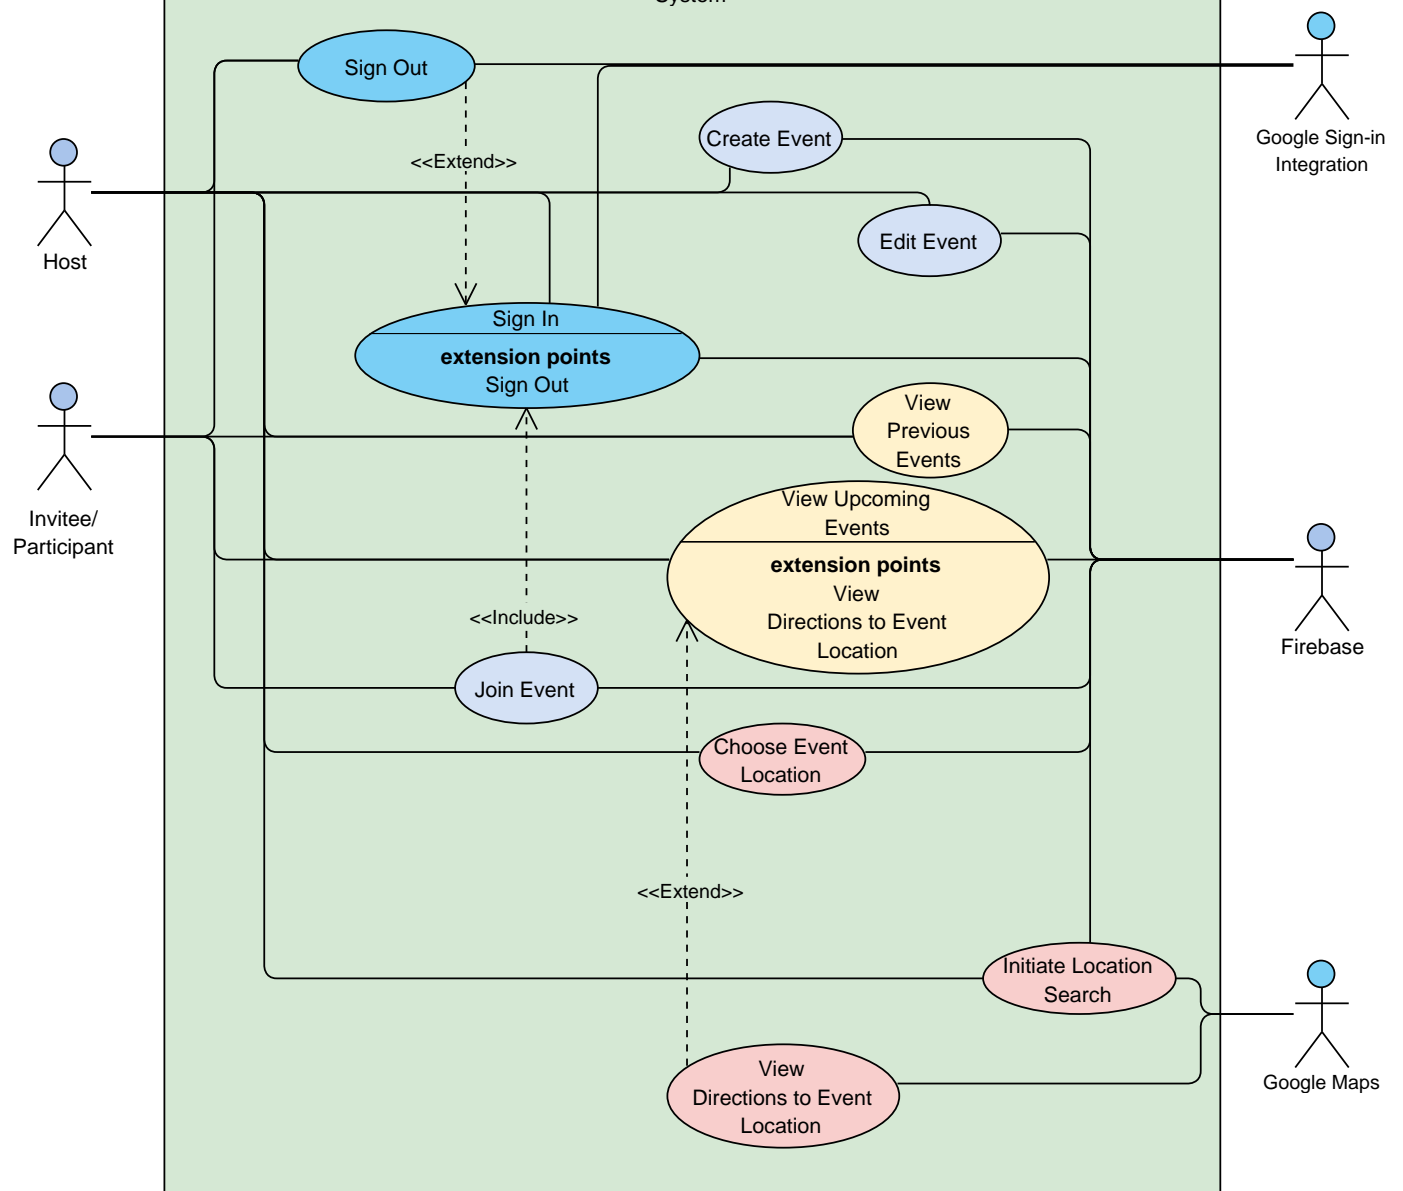 System
Sign Out
<<Extend>>
Create Event
Google Sign-in
Integration
Host
Edit Event
Sign In
extension points
Sign Out
View
Previous
Events
Invitee/
Participant
View Upcoming
Events
extension points
View
Directions to Event
Location
<<Include>>
Firebase
Join Event
Choose Event
Location
<<Extend>>
Initiate Location
Search
View
Directions to Event
Location
Google Maps